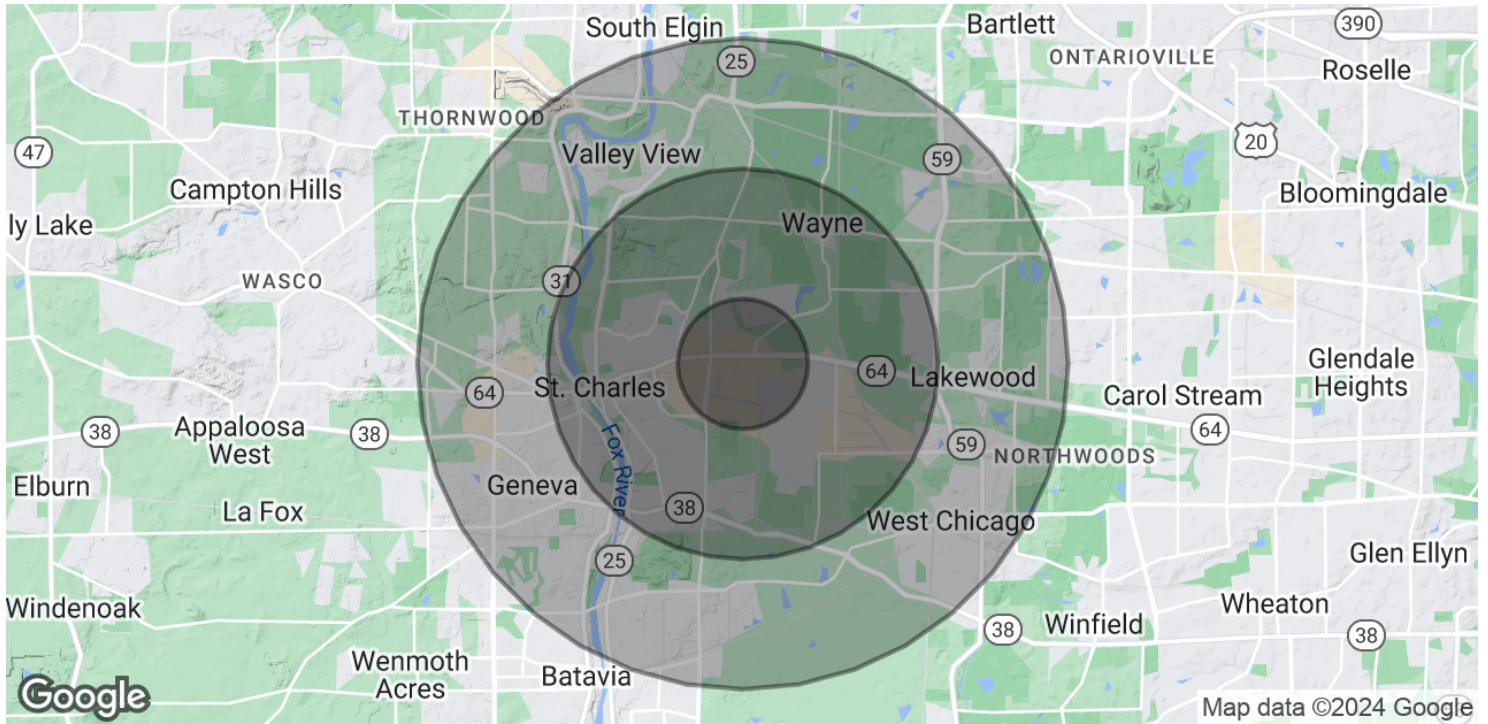 South Elgin
Bartlett
390
25
ONTARIOVILLE
Roselle
THORNWOOD
47
Valley View
59
20
Campton Hills
Bloomingdale
ly Lake
Wayne
WASCO
31
St. Charles
64
64
Lakewood
Glendale
Heights
Carol Stream
38
Appaloosa
West
38
64
59
Fox River
NORTHWOODS
Elburn
Geneva
La Fox
38
West Chicago
25
Glen Ellyn
Windenoak
Wheaton
38
Winfield
38
Wenmoth
Acres
Batavia
Google
Map data ©2024 Google